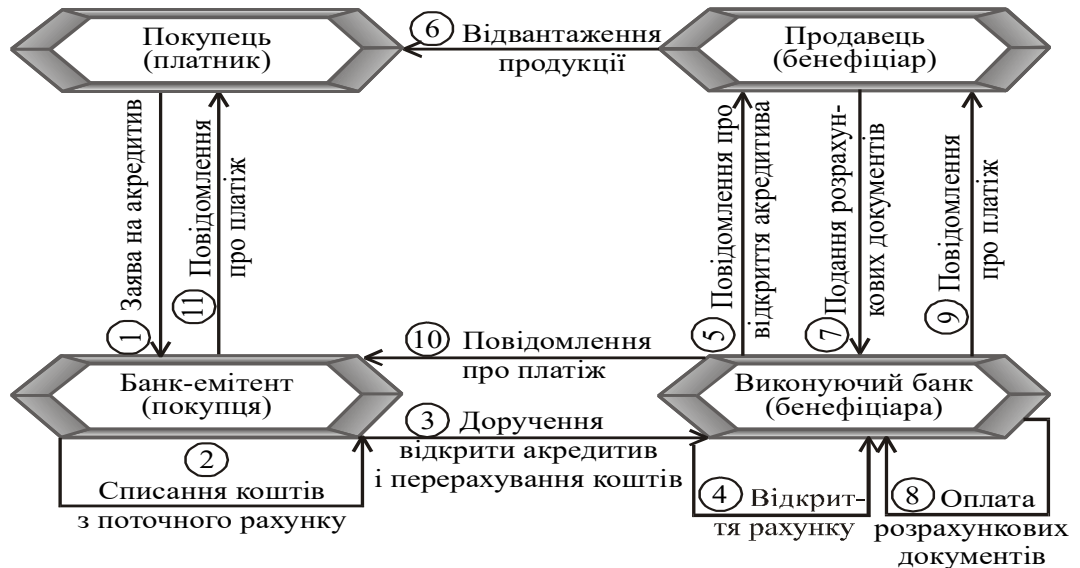 Покупець
(платник)
6 Відвантаження
продукції
Продавець
(бенефіціар)
1 Заява на акредитив
11 Повідомлення
про платіж
5 Повідомлення про
відкриття акредитива
7 Подання розрахун-
кових документів
9 Повідомлення
про платіж
10 Повідомлення
про платіж
Банк-емітент
(покупця)
Виконуючий банк
(бенефіціара)
3 Доручення
відкрити акредитив
і перерахування коштів
2
Списання коштів
з поточного рахунку
4 Відкрит-
тя рахунку
8 Оплата
розрахункових
документів